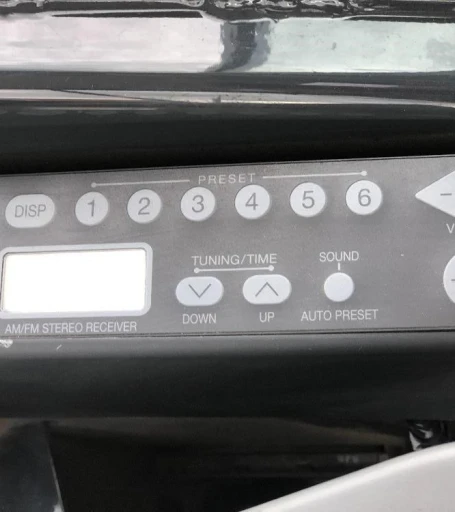 PRESET
DISP 1 2 3 4 5 6
TUNING/TIME SOUND
DOWN UP AUTO PRESET
AM/FM STEREO RECEIVER
V